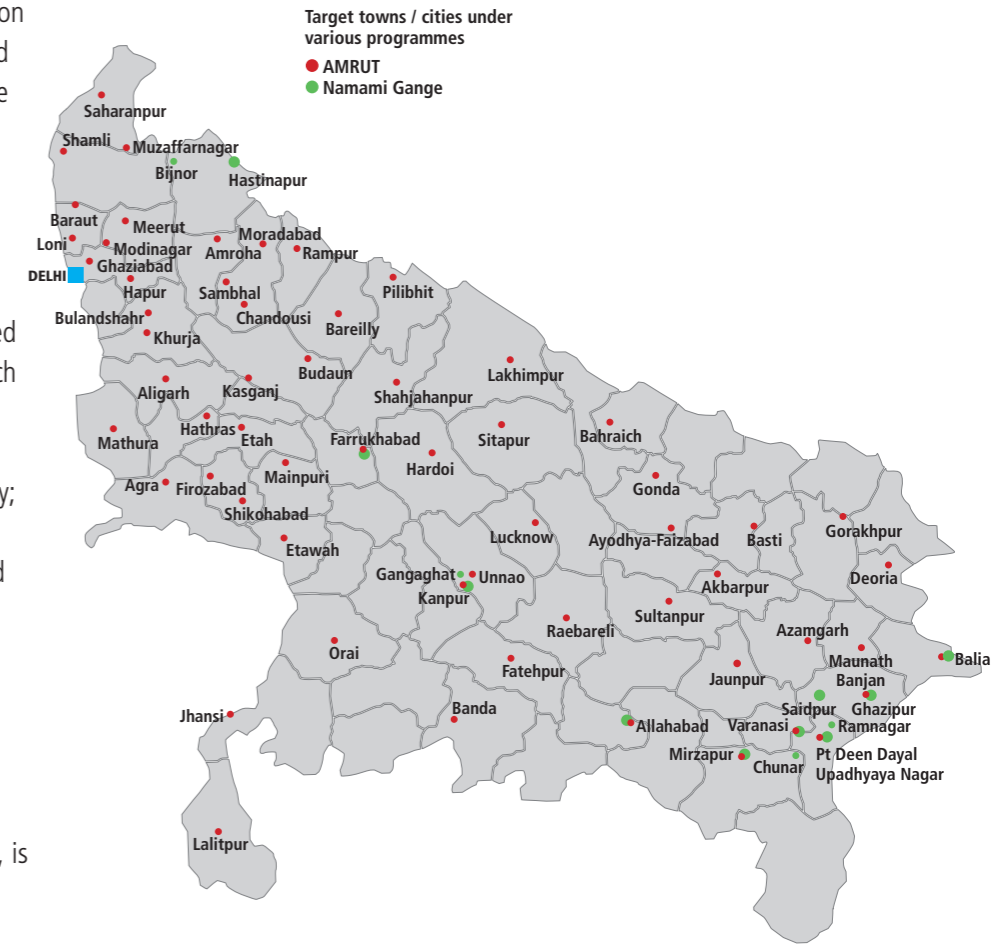 on
d
e
ed
th
y;
d
, is
Target towns / cities under
various programmes
AMRUT
Namami Gange
Saharanpur
Shamli
Muzaffarnagar
Bijnor
Hastinapur
Baraut
Meerut
Loni
Modinagar
Moradabad
Amroha
Rampur
Ghaziabad
DELHI
Hapur
Sambhal
Pilibhit
Chandousi
Bulandshahr
Bareilly
Khurja
Budaun
Lakhimpur
Aligarh
Kasganj
Shahjahanpur
Hathras
Mathura
Etah
Farrukhabad
Sitapur
Bahraich
Hardoi
Mainpuri
Agra
Firozabad
Gonda
Shikohabad
Lucknow
Ayodhya-Faizabad
Basti
Gorakhpur
Etawah
Gangaghat
Unnao
Kanpur
Akbarpur
Deoria
Sultanpur
Raebareli
Azamgarh
Orai
Maunath
Banjan
Balia
Fatehpur
Jaunpur
Saidpur
Ghazipur
Jhansi
Banda
Allahabad
Varanasi
Ramnagar
Mirzapur
Chunar
Pt Deen Dayal
Upadhyaya Nagar
Lalitpur